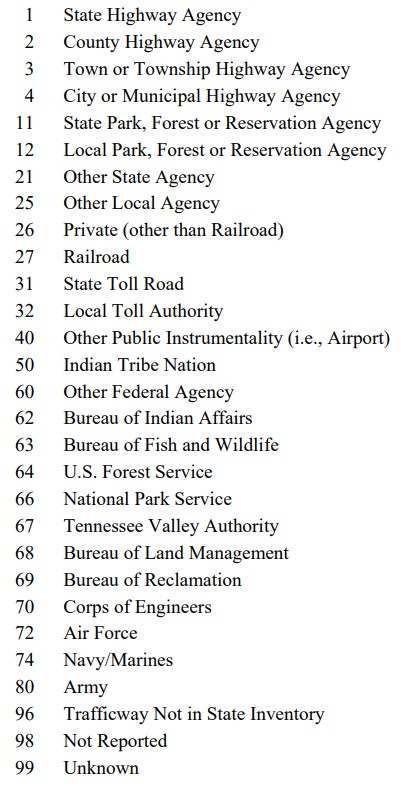 1 State Highway Agency
2 County Highway Agency
3 Town or Township Highway Agency
4 City or Municipal Highway Agency
11 State Park, Forest or Reservation Agency
12 Local Park, Forest or Reservation Agency
21 Other State Agency
25 Other Local Agency
26 Private (other than Railroad)
27 Railroad
31 State Toll Road
32 Local Toll Authority
40 Other Public Instrumentality (i.e., Airport)
50 Indian Tribe Nation
60 Other Federal Agency
62 Bureau of Indian Affairs
63 Bureau of Fish and Wildlife
64 U.S. Forest Service
66 National Park Service
67 Tennessee Valley Authority
68 Bureau of Land Management
69 Bureau of Reclamation
70 Corps of Engineers
72 Air Force
74 Navy/Marines
80 Army
96 Trafficway Not in State Inventory
98 Not Reported
99 Unknown